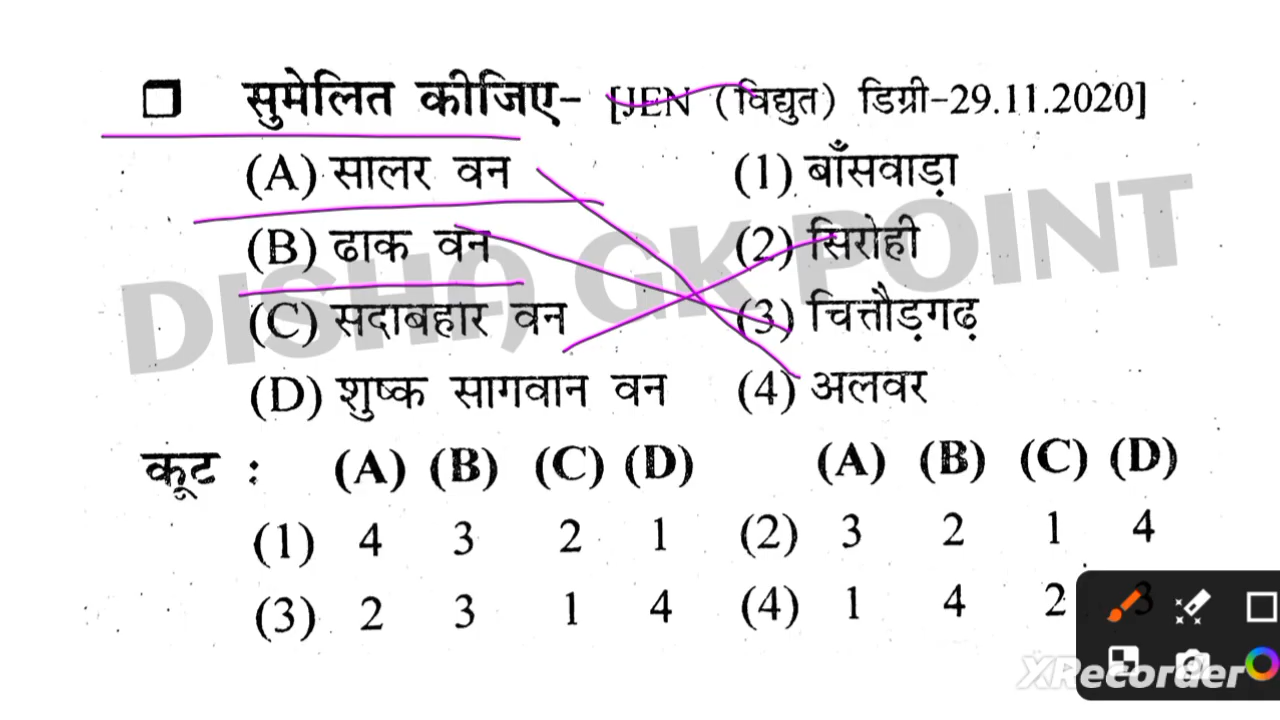 सुमेलित कीजिए- [JEN (विद्युत) डिग्री-29.11.2020]
(A) सालर वन (1) बाँसवाड़ा
(B) ढाक वन (2) सिरोही
(C) सदाबहार वन (3) चित्तौड़गढ़
(D) शुष्क सागवान वन (4) अलवर
कूट : (A) (B) (C) (D) (A) (B) (C) (D)
(1) 4 3 2 1 (2) 3 2 1 4
(3) 2 3 1 4 (4) 1 4 2 3
DISHA GK POINT
XRecorder